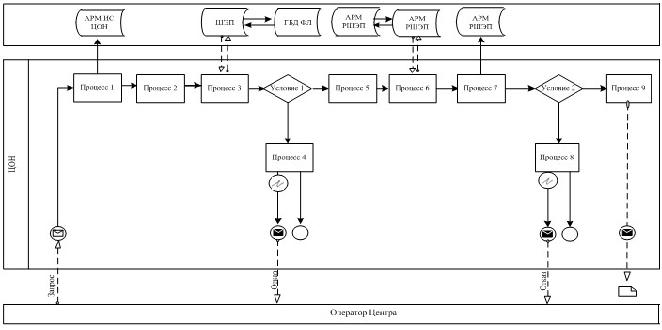 АРМ ИС
ЦОН
ШЭП
ГБД ФЛ
АРМ
РШЭП
АРМ
РШЭП
АРМ
РШЭП
ЦОН
Процесс 1
Процесс 2
Процесс 3
Условие 1
Процесс 5
Процесс 6
Процесс 7
Условие 2
Процесс 9
Процесс 4
Процесс 8
Запрос
Оператор Центра